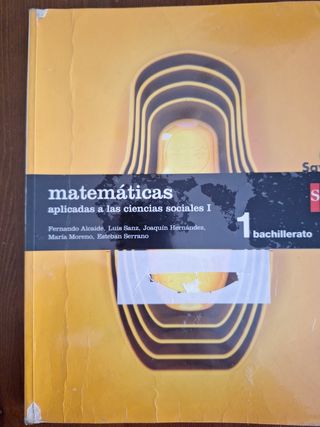 matemáticas
aplicadas a las ciencias sociales I
Fernando Alcaide, Luis Sanz, Joaquín Hernández,
María Moreno, Esteban Serrano
1 bachillerato